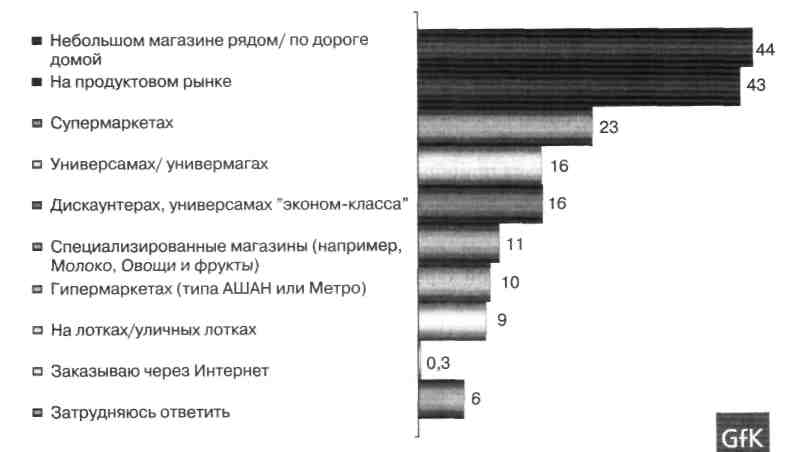 Небольшом магазине рядом/ по дороге
домой
44
На продуктовом рынке
43
Супермаркетах
23
Универсамах/ универмагах
16
Дискаунтерах, универсамах "эконом-класса"
16
Специализированные магазины (например,
Молоко, Овощи и фрукты)
11
Гипермаркетах (типа АШАН или Метро)
10
На лотках/уличных лотках
9
Заказываю через Интернет
0,3
Затрудняюсь ответить
6
GfK